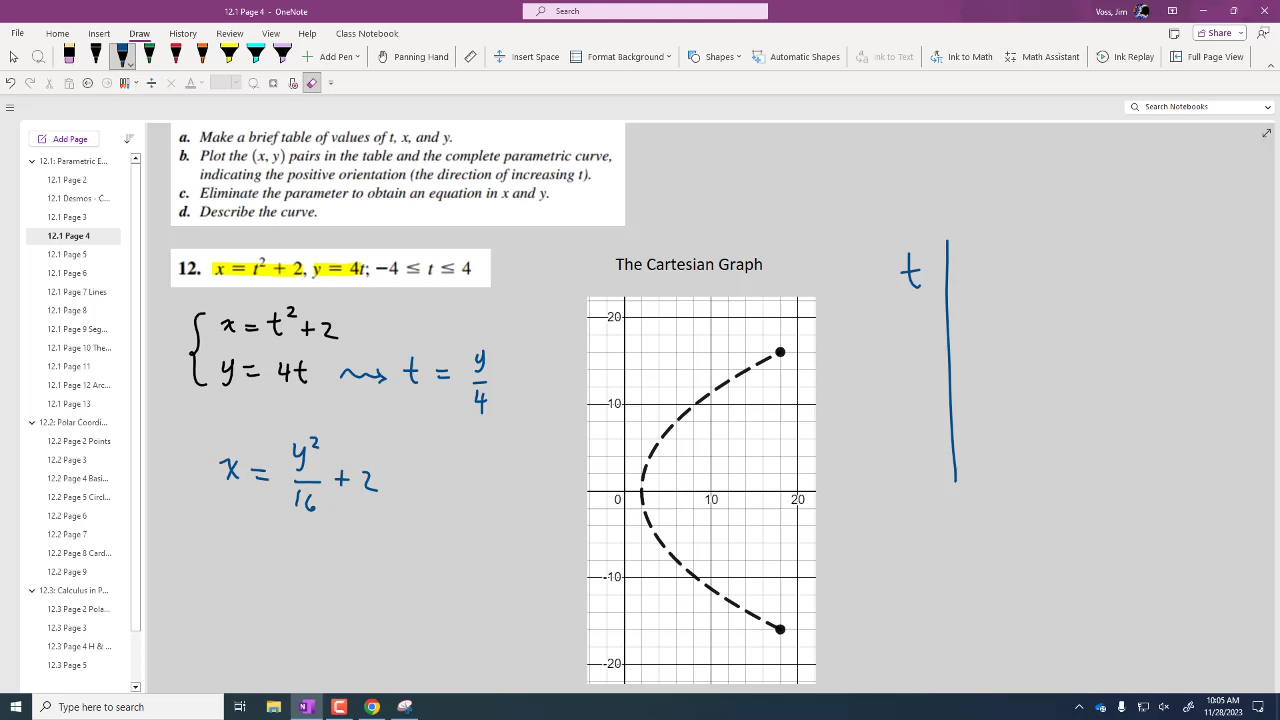 12.1 Page 4 - OneNote
Search
Voss, Jim
File Home Insert Draw History Review View Help Class Notebook
Share
Add Pen
Panning Hand
Insert Space
Format Background
Shapes
Automatic Shapes
Ink to Text
Ink to Shape
Ink to Math
Math Assistant
Ink Replay
Full Page View
Search Notebooks
Add Page
12.1: Parametric E...
12.1 Page 2
12.1 Desmos - C...
12.1 Page 3
12.1 Page 4
12.1 Page 5
12.1 Page 6
12.1 Page 7 Lines
12.1 Page 8
12.1 Page 9 Seg...
12.1 Page 10 The...
12.1 Page 11
12.1 Page 12 Arc...
12.1 Page 13
12.2: Polar Coordi...
12.2 Page 2 Points
12.2 Page 3
12.2 Page 4 Basi...
12.2 Page 5 Circl...
12.2 Page 6
12.2 Page 7
12.2 Page 8 Card...
12.2 Page 9
12.3: Calculus in P...
12.3 Page 2 Pola...
12.3 Page 3
12.3 Page 4 H & ...
12.3 Page 5
a. Make a brief table of values of t, x, and y.
b. Plot the (x, y) pairs in the table and the complete parametric curve,
indicating the positive orientation (the direction of increasing t).
c. Eliminate the parameter to obtain an equation in x and y.
d. Describe the curve.
12. x = t² + 2, y = 4t; −4 ≤ t ≤ 4
x = t² + 2
y = 4t ⇝ t = y/4
x = y²/16 + 2
The Cartesian Graph
20
10
0 10 20
-10
-20
t
Type here to search
10:05 AM
11/28/2023